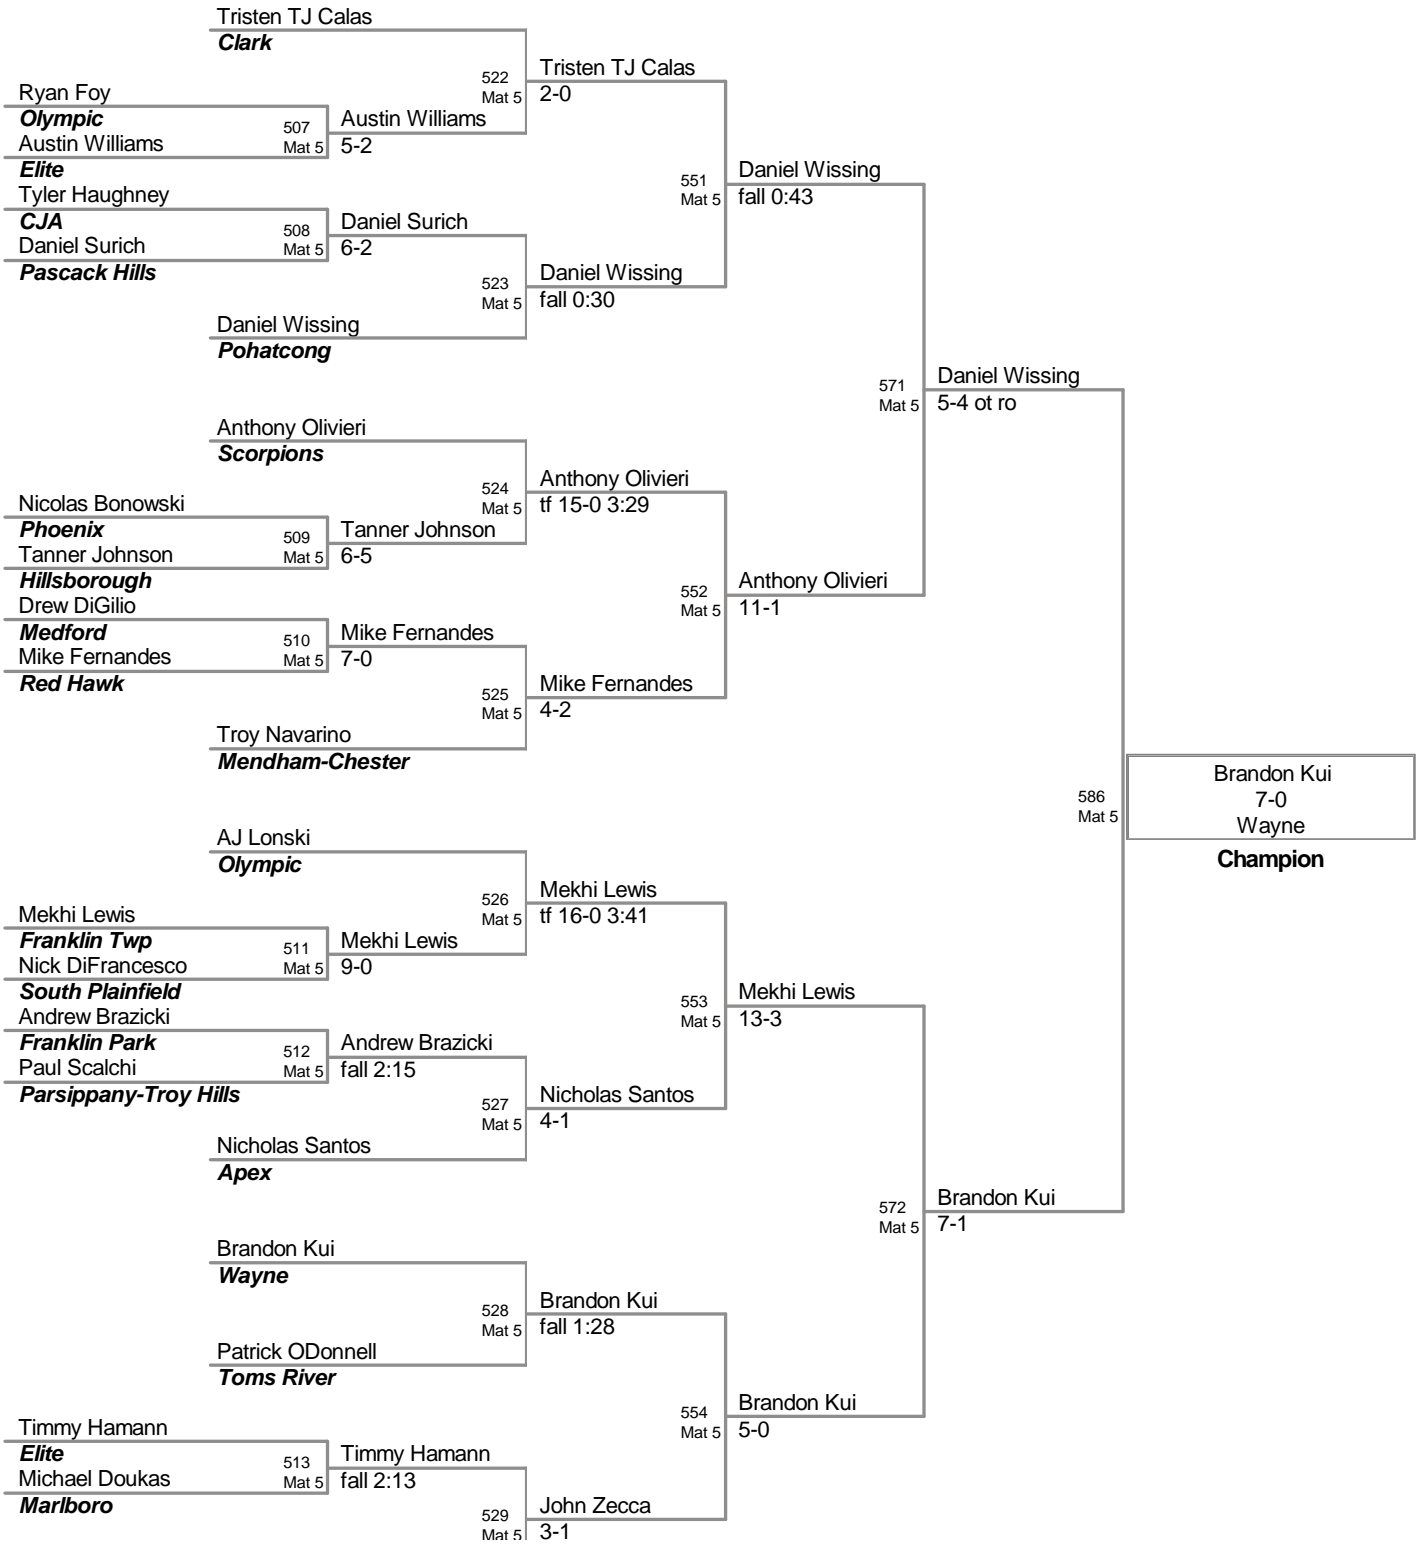 Tristen TJ Calas
Clark
522
Mat 5
Tristen TJ Calas
2-0
Ryan Foy
Olympic
Austin Williams
Elite
507
Mat 5
Austin Williams
5-2
Tyler Haughney
CJA
Daniel Surich
Pascack Hills
508
Mat 5
Daniel Surich
6-2
551
Mat 5
Daniel Wissing
fall 0:43
523
Mat 5
Daniel Wissing
fall 0:30
Daniel Wissing
Pohatcong
571
Mat 5
Daniel Wissing
5-4 ot ro
Anthony Olivieri
Scorpions
524
Mat 5
Anthony Olivieri
tf 15-0 3:29
Nicolas Bonowski
Phoenix
Tanner Johnson
Hillsborough
509
Mat 5
Tanner Johnson
6-5
552
Mat 5
Anthony Olivieri
11-1
Drew DiGilio
Medford
Mike Fernandes
Red Hawk
510
Mat 5
Mike Fernandes
7-0
525
Mat 5
Mike Fernandes
4-2
Troy Navarino
Mendham-Chester
586
Mat 5
Brandon Kui
7-0
Wayne
Champion
AJ Lonski
Olympic
526
Mat 5
Mekhi Lewis
tf 16-0 3:41
Mekhi Lewis
Franklin Twp
Nick DiFrancesco
South Plainfield
511
Mat 5
Mekhi Lewis
9-0
553
Mat 5
Mekhi Lewis
13-3
Andrew Brazicki
Franklin Park
Paul Scalchi
Parsippany-Troy Hills
512
Mat 5
Andrew Brazicki
fall 2:15
527
Mat 5
Nicholas Santos
4-1
Nicholas Santos
Apex
572
Mat 5
Brandon Kui
7-1
Brandon Kui
Wayne
528
Mat 5
Brandon Kui
fall 1:28
Patrick ODonnell
Toms River
554
Mat 5
Brandon Kui
5-0
Timmy Hamann
Elite
Michael Doukas
Marlboro
513
Mat 5
Timmy Hamann
fall 2:13
529
Mat 5
John Zecca
3-1